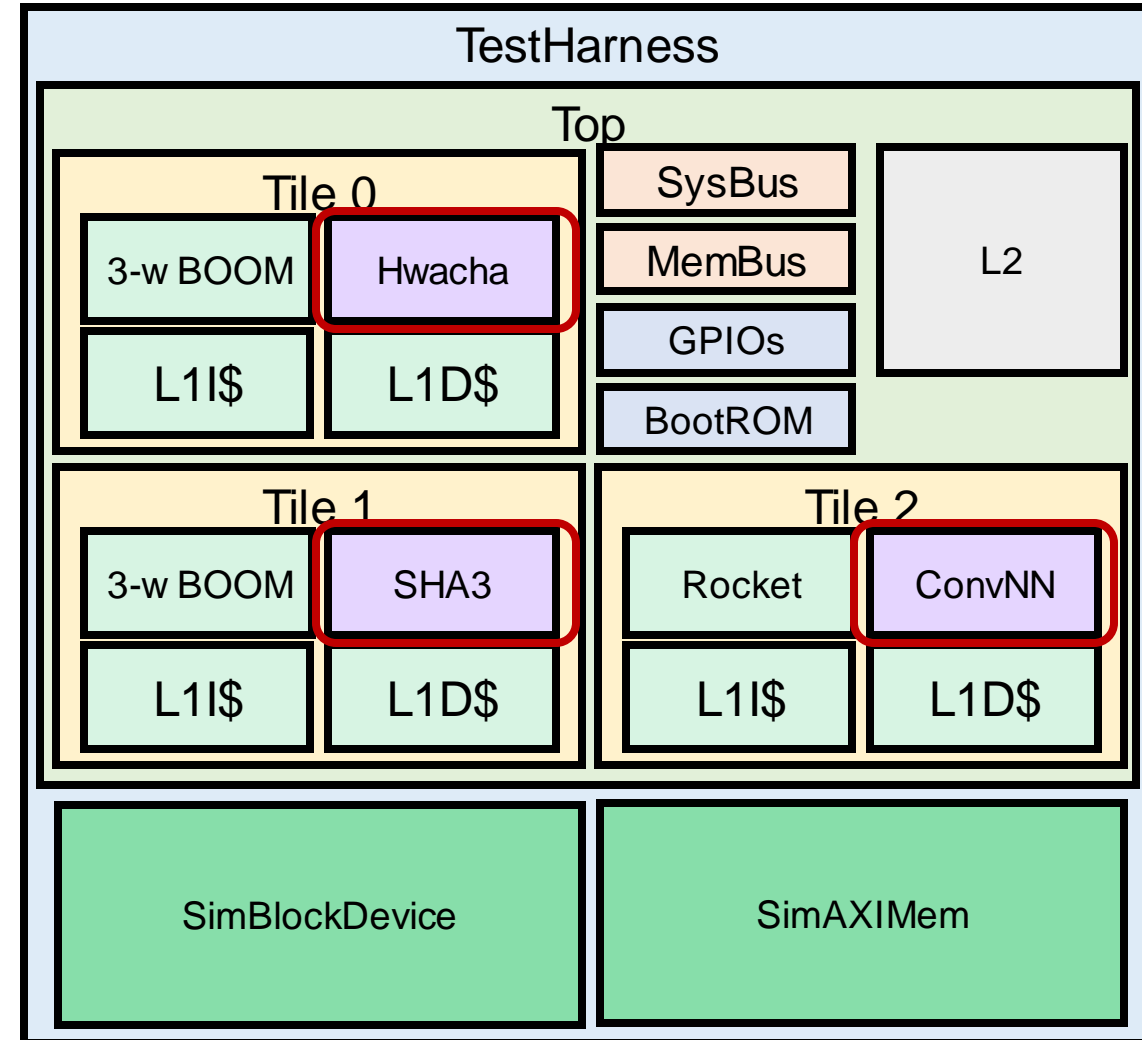 TestHarness
Top
Tile 0
3-w BOOM
Hwacha
L1I$
L1D$
SysBus
MemBus
GPIOs
BootROM
L2
Tile 1
3-w BOOM
SHA3
L1I$
L1D$
Tile 2
Rocket
ConvNN
L1I$
L1D$
SimBlockDevice
SimAXIMem